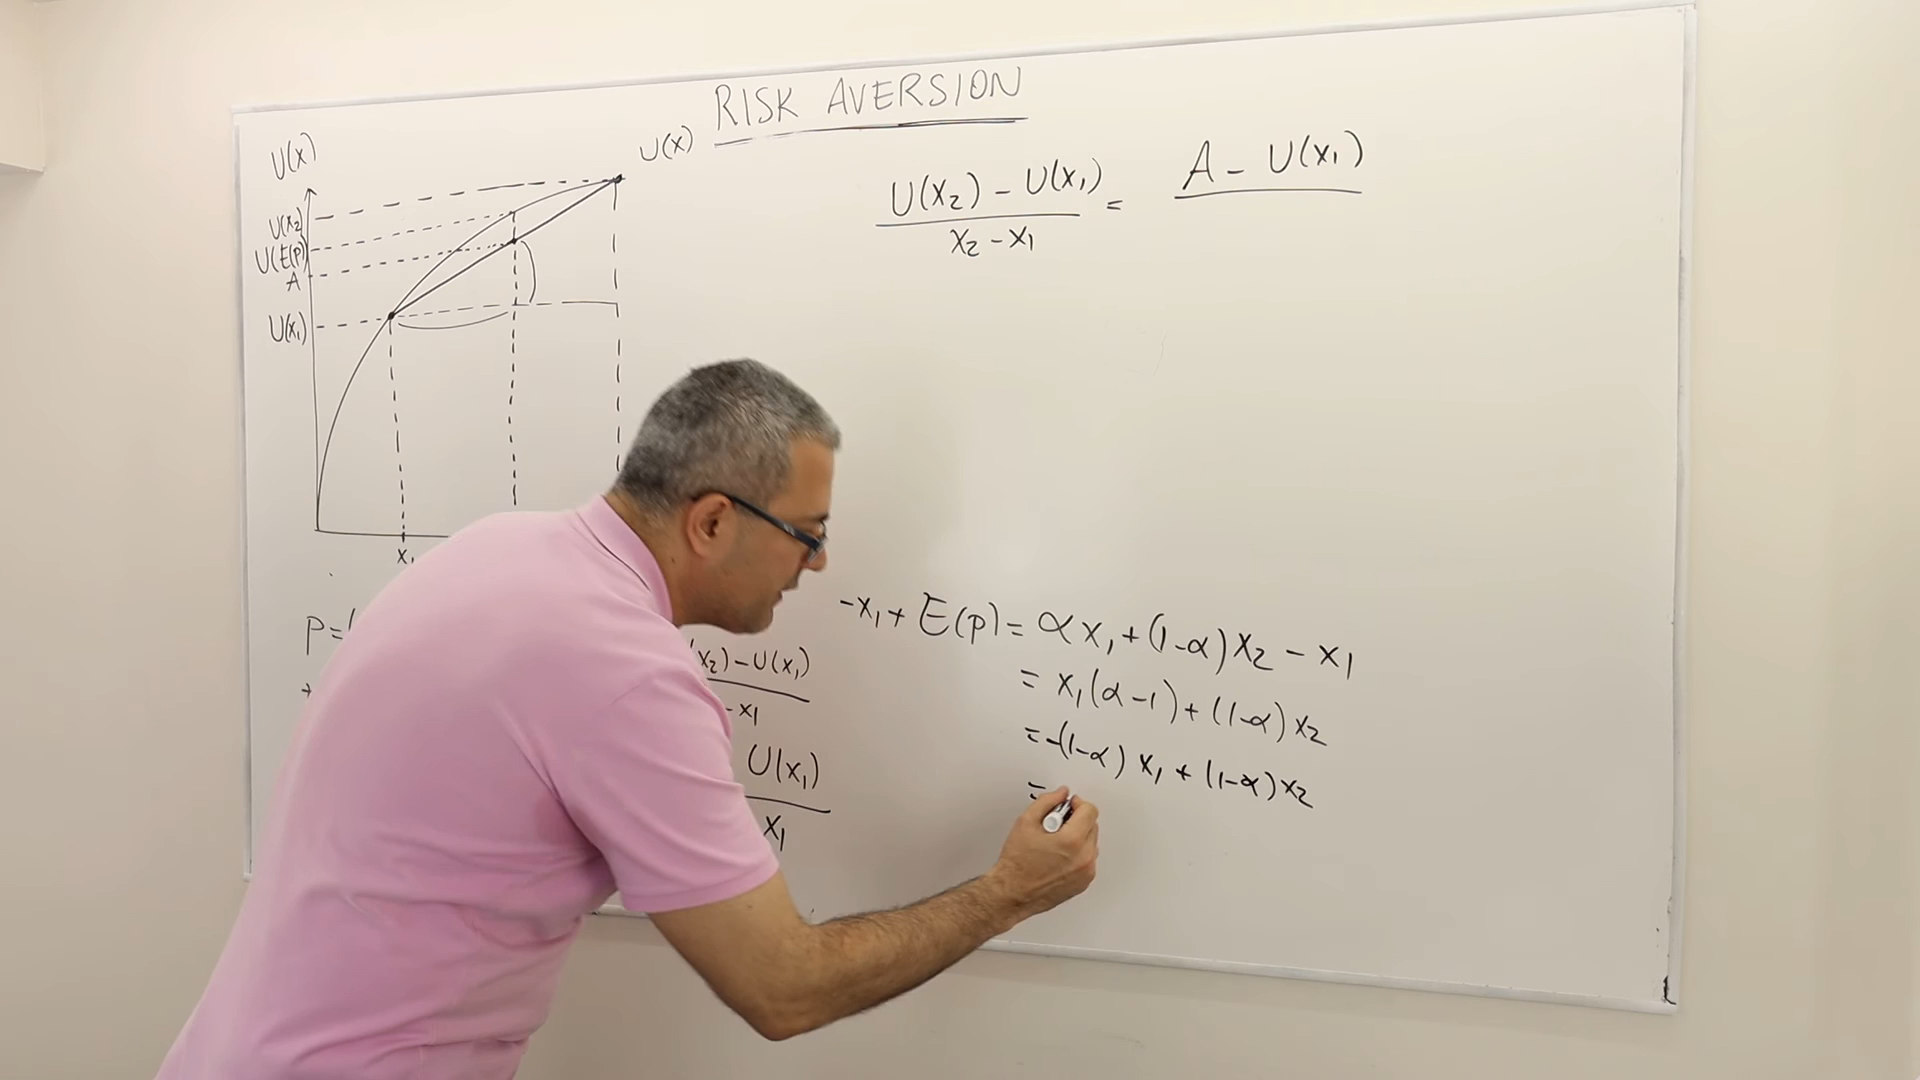 RISK AVERSION
U(x)
U(x)
U(x₂)
U(E(p))
A
U(x₁)
x₁
U(x₂) - U(x₁) = A - U(x₁)
x₂ - x₁
P=
x₂) - U(x₁)
- x₁
U(x₁)
x₁
-x₁ + E(p) = αx₁ + (1-α)x₂ - x₁
= x₁(α-1) + (1-α)x₂
= -(1-α)x₁ + (1-α)x₂
=